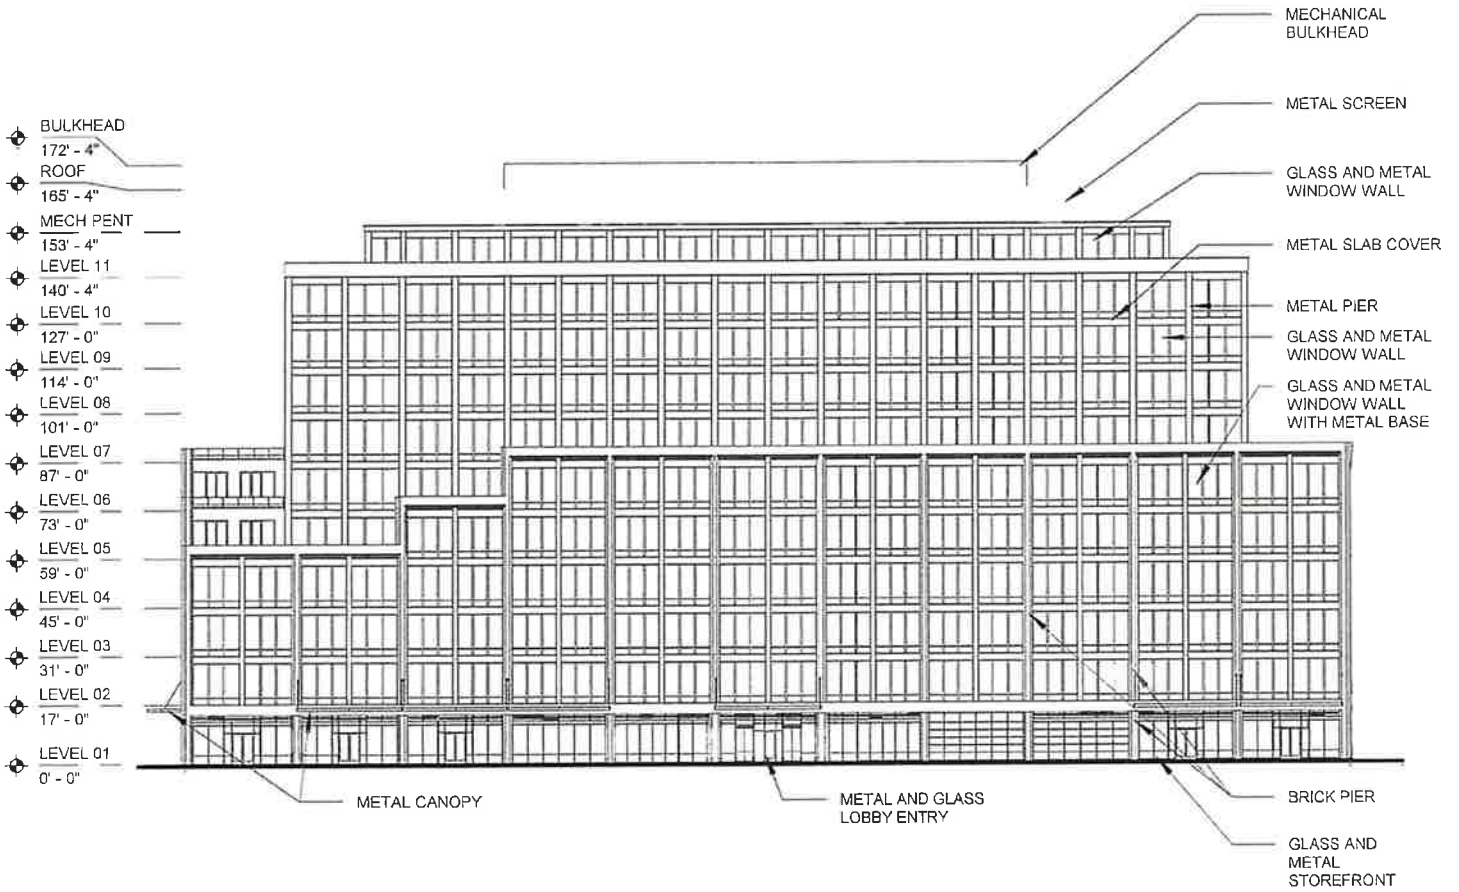 MECHANICAL
BULKHEAD
METAL SCREEN
GLASS AND METAL
WINDOW WALL
METAL SLAB COVER
METAL PIER
GLASS AND METAL
WINDOW WALL
GLASS AND METAL
WINDOW WALL
WITH METAL BASE
BULKHEAD
172' - 4"
ROOF
165' - 4"
MECH PENT
153' - 4"
LEVEL 11
140' - 4"
LEVEL 10
127' - 0"
LEVEL 09
114' - 0"
LEVEL 08
101' - 0"
LEVEL 07
87' - 0"
LEVEL 06
73' - 0"
LEVEL 05
59' - 0"
LEVEL 04
45' - 0"
LEVEL 03
31' - 0"
LEVEL 02
17' - 0"
LEVEL 01
0' - 0"
METAL CANOPY
METAL AND GLASS
LOBBY ENTRY
BRICK PIER
GLASS AND
METAL
STOREFRONT